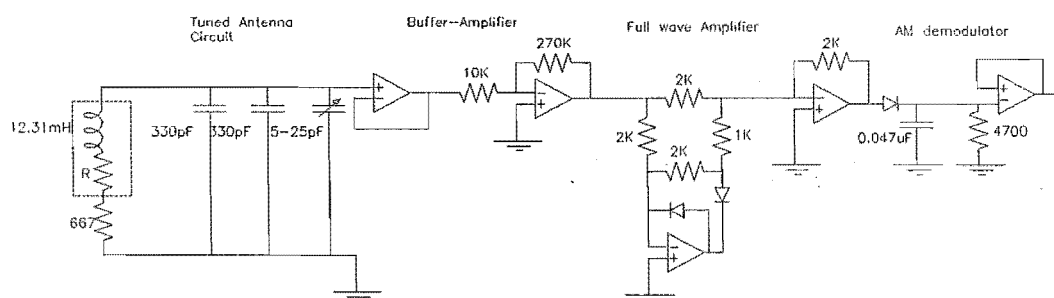 Tuned Antenna
Circuit
Buffer-Amplifier
Full wave Amplifier
AM demodulator
270K
10K
2K
2K
12.31mH
330pF
330pF
5-25pF
2K
1K
0.047uF
4700
R
2K
667